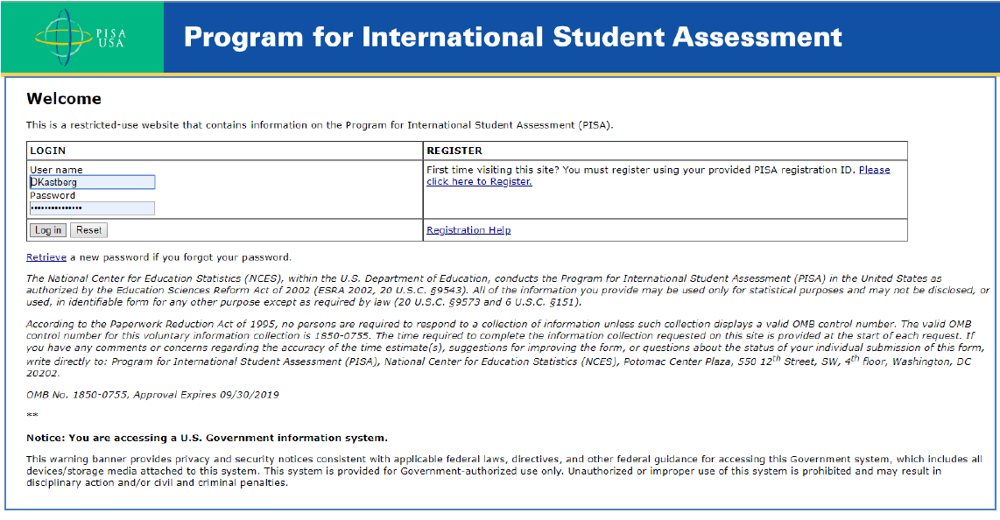 PISA
USA
Program for International Student Assessment
Welcome
This is a restricted-use website that contains information on the Program for International Student Assessment (PISA).
LOGIN
REGISTER
User name
DKastberg
Password
••••••••••••••
First time visiting this site? You must register using your provided PISA registration ID. Please
click here to Register.
Log in
Reset
Registration Help
Retrieve a new password if you forgot your password.
The National Center for Education Statistics (NCES), within the U.S. Department of Education, conducts the Program for International Student Assessment (PISA) in the United States as
authorized by the Education Sciences Reform Act of 2002 (ESRA 2002, 20 U.S.C. §9543). All of the information you provide may be used only for statistical purposes and may not be disclosed, or
used, in identifiable form for any other purpose except as required by law (20 U.S.C. §9573 and 6 U.S.C. §151).
According to the Paperwork Reduction Act of 1995, no persons are required to respond to a collection of information unless such collection displays a valid OMB control number. The valid OMB
control number for this voluntary information collection is 1850-0755. The time required to complete the information collection requested on this site is provided at the start of each request. If
you have any comments or concerns regarding the accuracy of the time estimate(s), suggestions for improving the form, or questions about the status of your individual submission of this form,
write directly to: Program for International Student Assessment (PISA), National Center for Education Statistics (NCES), Potomac Center Plaza, 550 12th Street, SW, 4th floor, Washington, DC
20202.
OMB No. 1850-0755, Approval Expires 09/30/2019
**
Notice: You are accessing a U.S. Government information system.
This warning banner provides privacy and security notices consistent with applicable federal laws, directives, and other federal guidance for accessing this Government system, which includes all
devices/storage media attached to this system. This system is provided for Government-authorized use only. Unauthorized or improper use of this system is prohibited and may result in
disciplinary action and/or civil and criminal penalties.